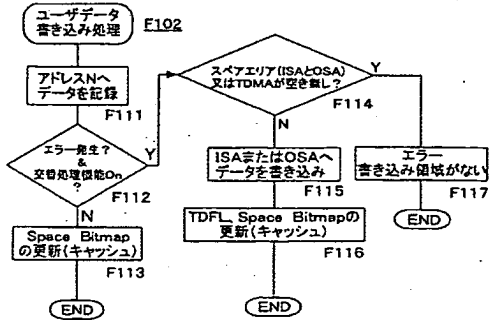 ユーザデータ
書き込み処理
F102
アドレスNへ
データを記録
F111
エラー発生?
&
交替処理機能On
?
Y
F112
N
Space Bitmap
の更新(キャッシュ)
F113
END
スペアエリア(ISAとOSA)
又はTDMAが空き無し?
Y
F114
N
ISAまたはOSAへ
データを書き込み
F115
TDFL、Space Bitmapの
更新(キャッシュ)
F116
END
エラー
書き込み領域がない
F117
END